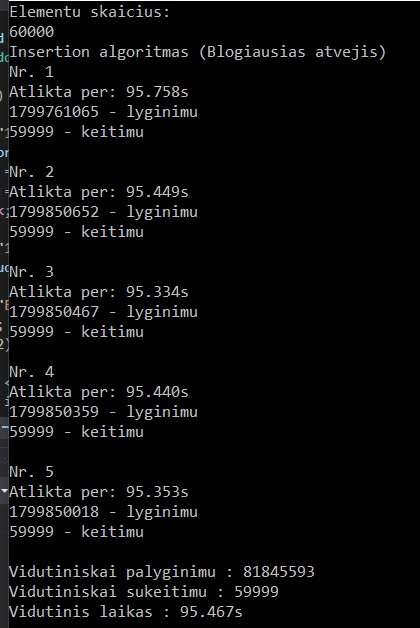 Elementu skaicius:
60000
Insertion algoritmas (Blogiausias atvejis)
Nr. 1
Atlikta per: 95.758s
1799761065 - lyginimu
59999 - keitimu
Nr. 2
Atlikta per: 95.449s
1799850652 - lyginimu
59999 - keitimu
Nr. 3
Atlikta per: 95.334s
1799850467 - lyginimu
59999 - keitimu
Nr. 4
Atlikta per: 95.440s
1799850359 - lyginimu
59999 - keitimu
Nr. 5
Atlikta per: 95.353s
1799850018 - lyginimu
59999 - keitimu
Vidutiniskai palyginimu : 81845593
Vidutiniskai sukeitimu : 59999
Vidutinis laikas : 95.467s